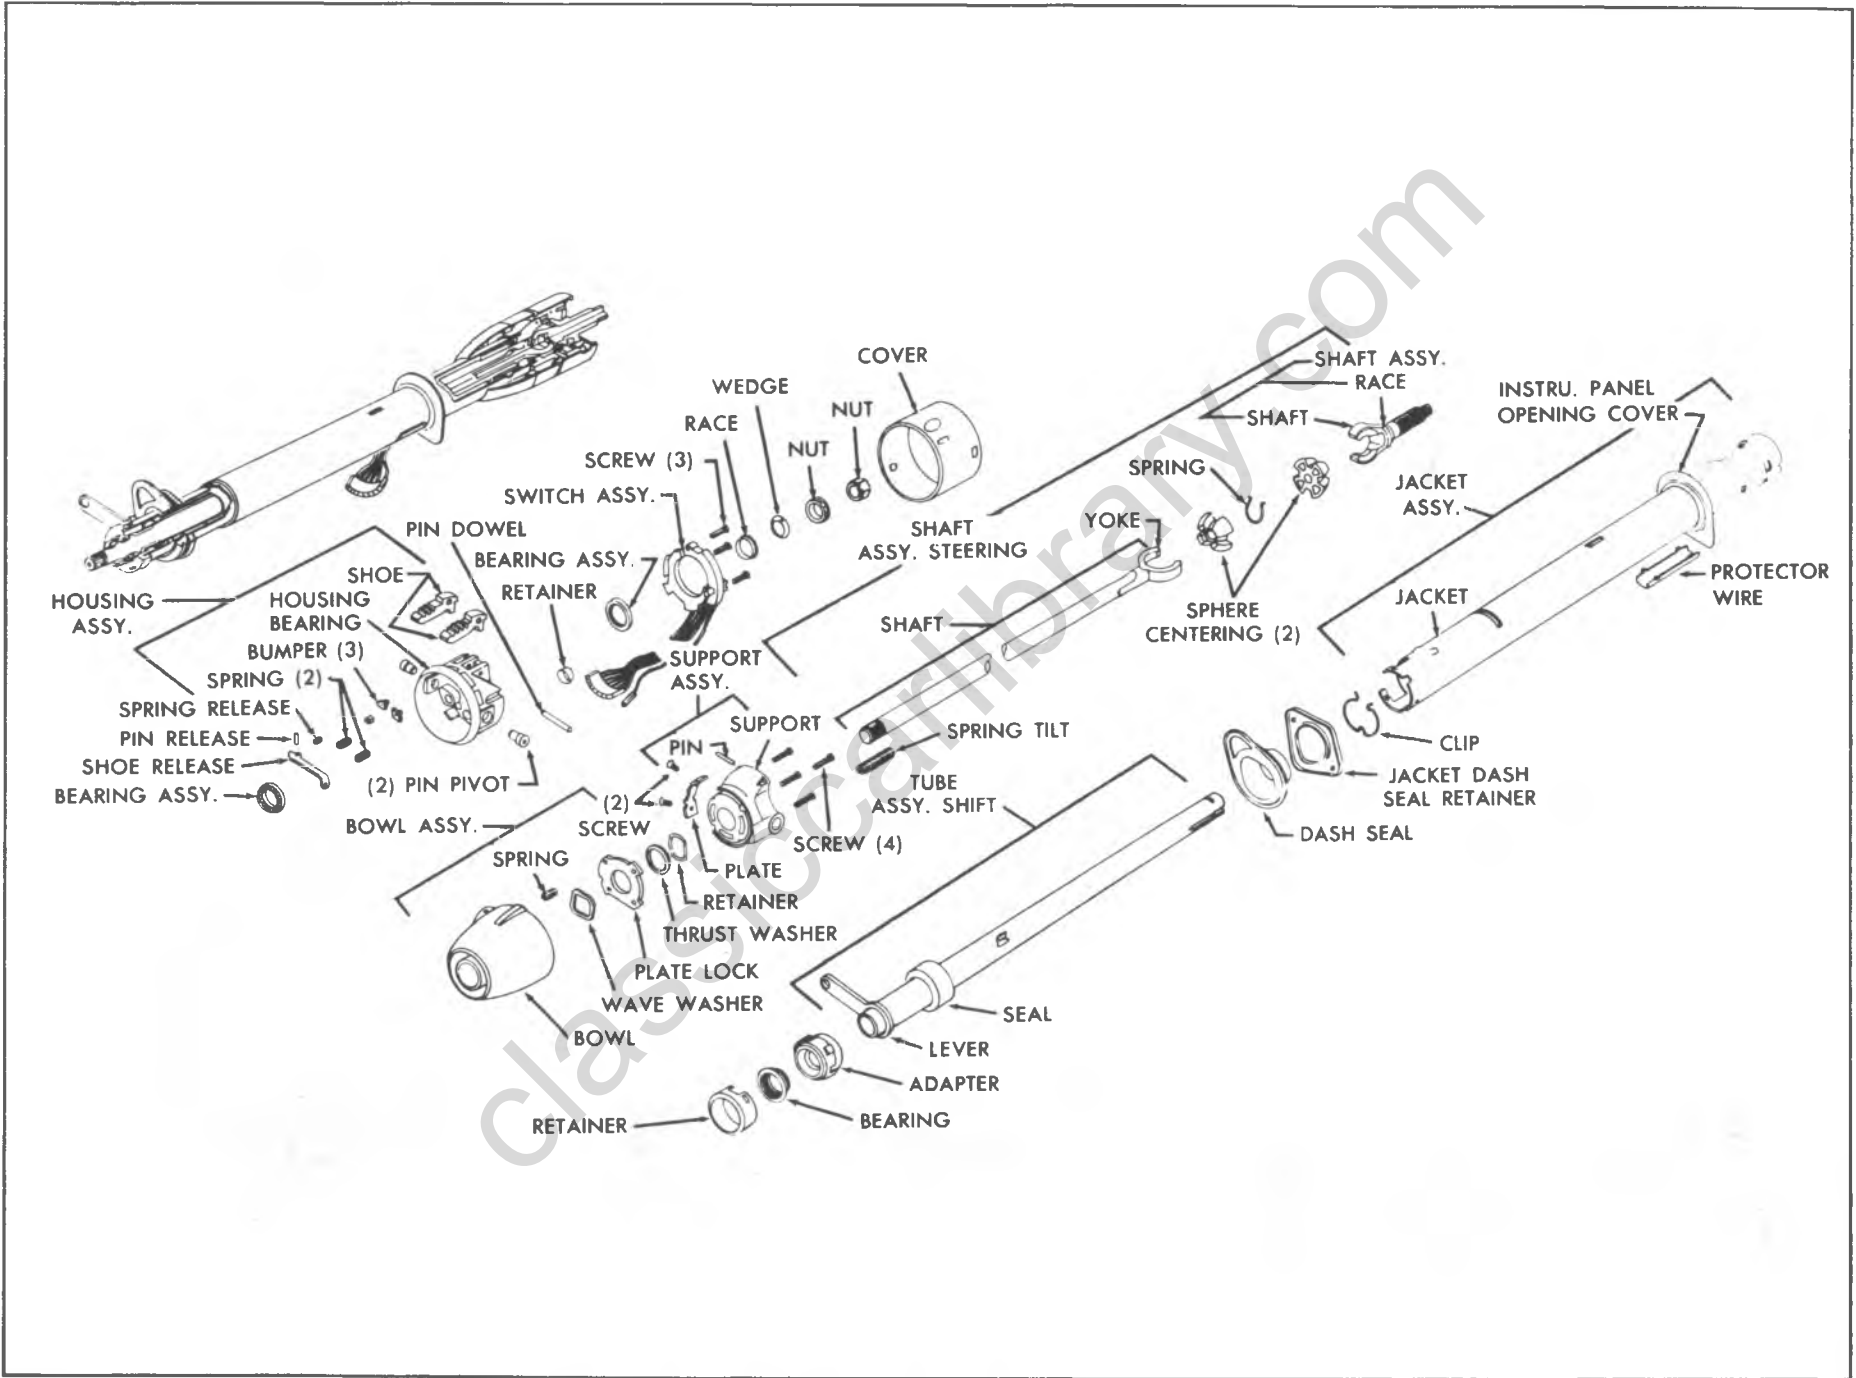 COVER
WEDGE
NUT
RACE
NUT
SCREW (3)
SWITCH ASSY.
PIN DOWEL
BEARING ASSY.
RETAINER
SHOE
HOUSING
ASSY.
HOUSING
BEARING
BUMPER (3)
SPRING (2)
SPRING RELEASE
PIN RELEASE
SHOE RELEASE
BEARING ASSY.
(2) PIN PIVOT
SUPPORT
ASSY.
SUPPORT
PIN
(2)
SCREW
BOWL ASSY.
SPRING
PLATE
RETAINER
THRUST WASHER
PLATE LOCK
WAVE WASHER
BOWL
SCREW (4)
SPRING TILT
TUBE
ASSY. SHIFT
SHAFT
ASSY. STEERING
SHAFT
YOKE
SPRING
SPHERE
CENTERING (2)
SHAFT ASSY.
RACE
SHAFT
INSTRU. PANEL
OPENING COVER
JACKET
ASSY.
JACKET
PROTECTOR
WIRE
CLIP
JACKET DASH
SEAL RETAINER
DASH SEAL
SEAL
LEVER
ADAPTER
BEARING
RETAINER
classiccarlibrary.com